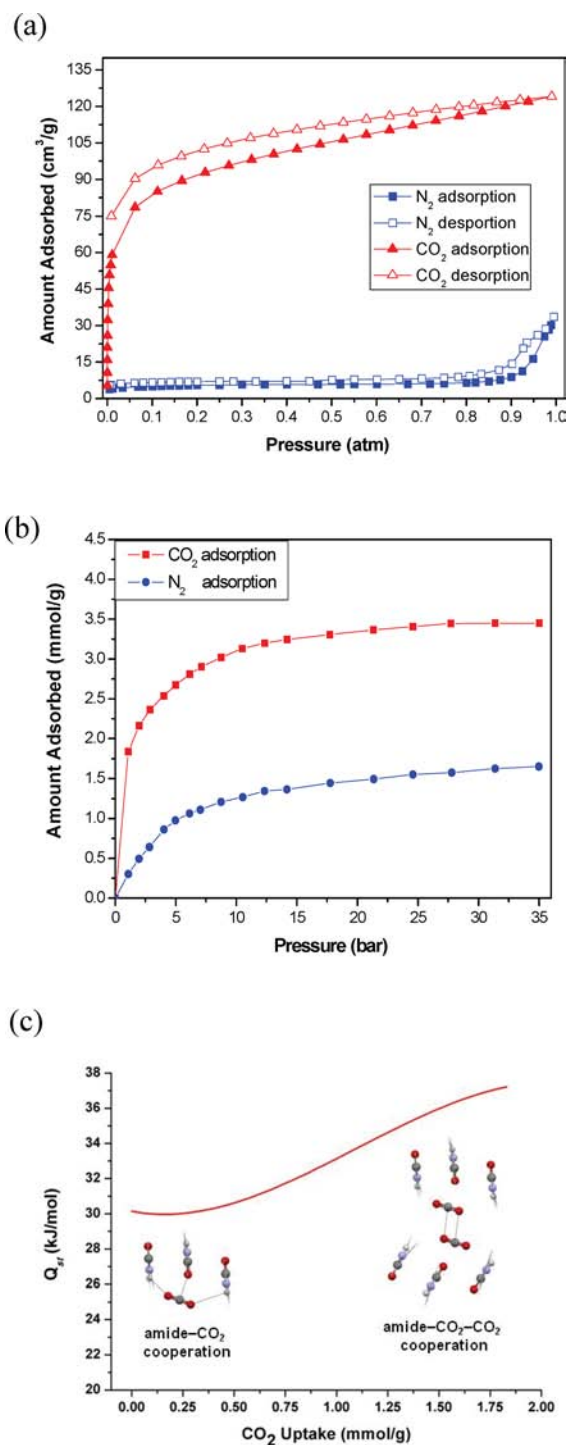 (a)
135
120
105
90
75
60
45
30
15
0
Amount Adsorbed (cm³/g)
N₂ adsorption
N₂ desportion
CO₂ adsorption
CO₂ desorption
0.0 0.1 0.2 0.3 0.4 0.5 0.6 0.7 0.8 0.9 1.0
Pressure (atm)
(b)
4.5
4.0
3.5
3.0
2.5
2.0
1.5
1.0
0.5
0.0
Amount Adsorbed (mmol/g)
CO₂ adsorption
N₂ adsorption
0 5 10 15 20 25 30 35
Pressure (bar)
(c)
38
36
34
32
30
28
26
24
22
20
Qst (kJ/mol)
amide–CO₂
cooperation
amide–CO₂–CO₂
cooperation
0.00 0.25 0.50 0.75 1.00 1.25 1.50 1.75 2.00
CO₂ Uptake (mmol/g)